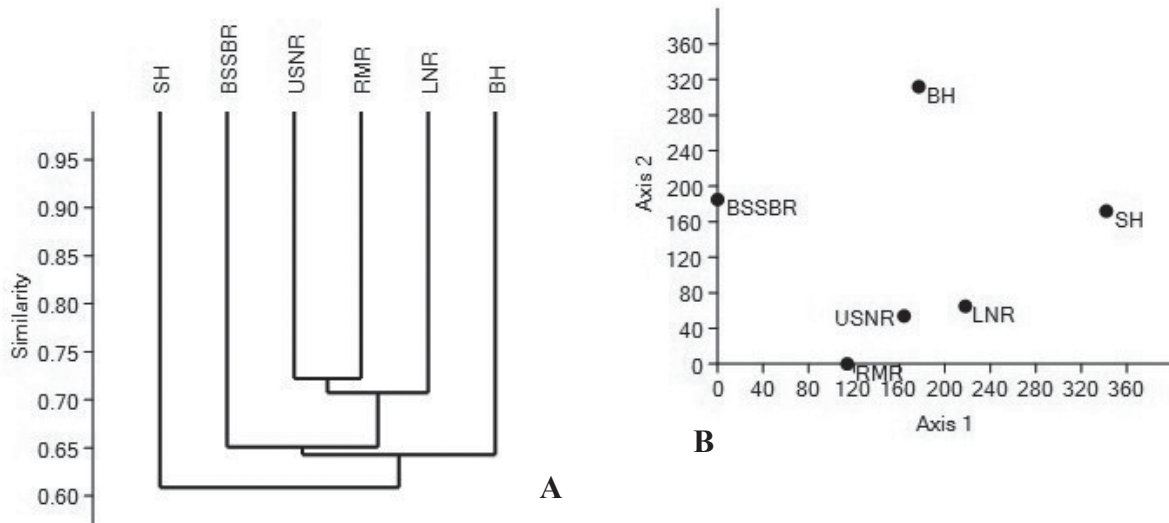 SH
BSSBR
USNR
RMR
LNR
BH
0.95
0.90
0.85
0.80
0.75
0.70
0.65
0.60
Similarity
A
360
320
280
240
200
160
120
80
40
0
Axis 2
BH
BSSBR
SH
USNR
LNR
RMR
0 40 80 120 160 200 240 280 320 360
Axis 1
B